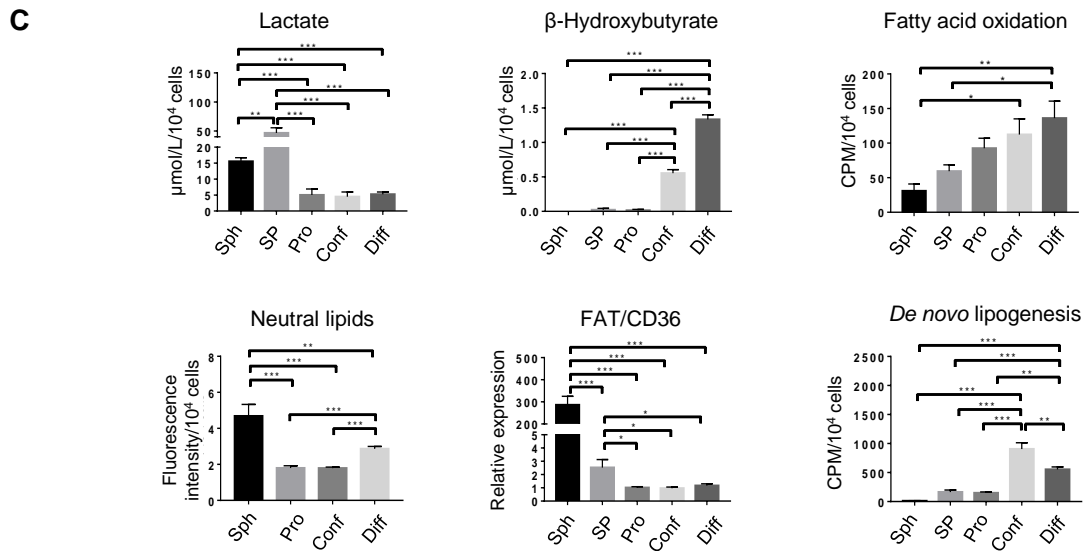 C
Lactate
***
***
***
***
***
**
***
150
100
50
20
15
10
5
0
µmol/L/10⁴ cells
Sph
SP
Pro
Conf
Diff
β-Hydroxybutyrate
***
***
***
***
***
***
***
2.0
1.5
1.0
0.5
0.0
µmol/L/10⁴ cells
Sph
SP
Pro
Conf
Diff
Fatty acid oxidation
**
*
*
200
150
100
50
0
CPM/10⁴ cells
Sph
SP
Pro
Conf
Diff
Neutral lipids
**
***
***
***
***
8
6
4
2
0
Fluorescence
intensity/10⁴ cells
Sph
Pro
Conf
Diff
FAT/CD36
***
***
***
***
*
*
*
500
400
300
200
5
4
3
2
1
0
Relative expression
Sph
SP
Pro
Conf
Diff
De novo lipogenesis
***
***
**
***
***
***
**
2500
2000
1500
1000
500
0
CPM/10⁴ cells
Sph
SP
Pro
Conf
Diff